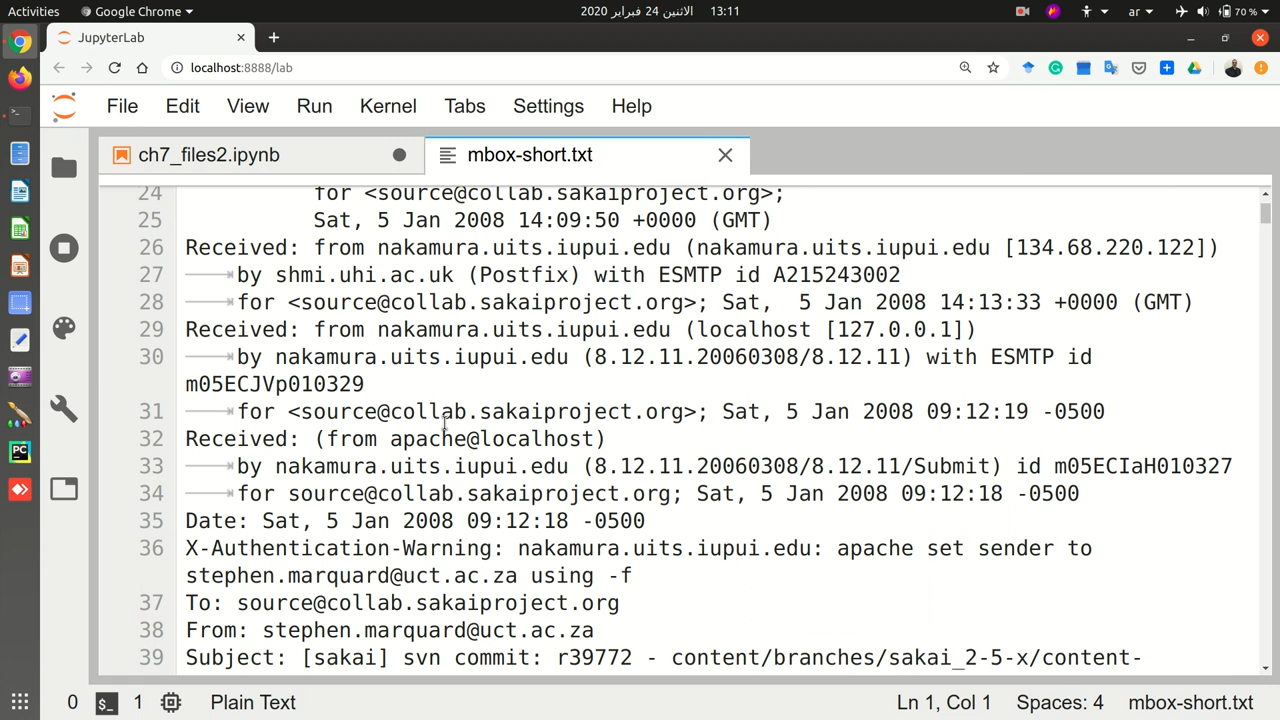 Activities Google Chrome الاثنين 24 فبراير 2020 13:11 ar 70 %
JupyterLab
localhost:8888/lab
File Edit View Run Kernel Tabs Settings Help
ch7_files2.ipynb mbox-short.txt
24 for <source@collab.sakaiproject.org>;
25 Sat, 5 Jan 2008 14:09:50 +0000 (GMT)
26 Received: from nakamura.uits.iupui.edu (nakamura.uits.iupui.edu [134.68.220.122])
27 by shmi.uhi.ac.uk (Postfix) with ESMTP id A215243002
28 for <source@collab.sakaiproject.org>; Sat,  5 Jan 2008 14:13:33 +0000 (GMT)
29 Received: from nakamura.uits.iupui.edu (localhost [127.0.0.1])
30 by nakamura.uits.iupui.edu (8.12.11.20060308/8.12.11) with ESMTP id
m05ECJVp010329
31 for <source@collab.sakaiproject.org>; Sat, 5 Jan 2008 09:12:19 -0500
32 Received: (from apache@localhost)
33 by nakamura.uits.iupui.edu (8.12.11.20060308/8.12.11/Submit) id m05ECIaH010327
34 for source@collab.sakaiproject.org; Sat, 5 Jan 2008 09:12:18 -0500
35 Date: Sat, 5 Jan 2008 09:12:18 -0500
36 X-Authentication-Warning: nakamura.uits.iupui.edu: apache set sender to
stephen.marquard@uct.ac.za using -f
37 To: source@collab.sakaiproject.org
38 From: stephen.marquard@uct.ac.za
39 Subject: [sakai] svn commit: r39772 - content/branches/sakai_2-5-x/content-
0 1 Plain Text Ln 1, Col 1 Spaces: 4 mbox-short.txt